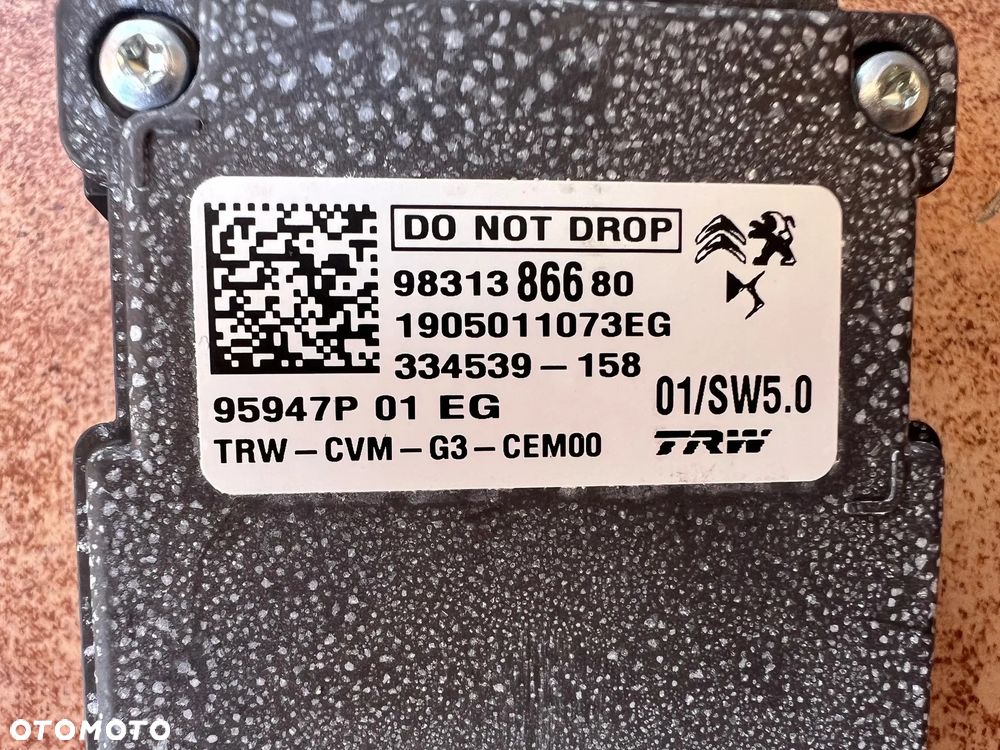 DO NOT DROP
98313 866 80
1905011073EG
334539-158
95947P 01 EG
01/SW5.0
TRW-CVM-G3-CEM00
TRW
OTOMOTO